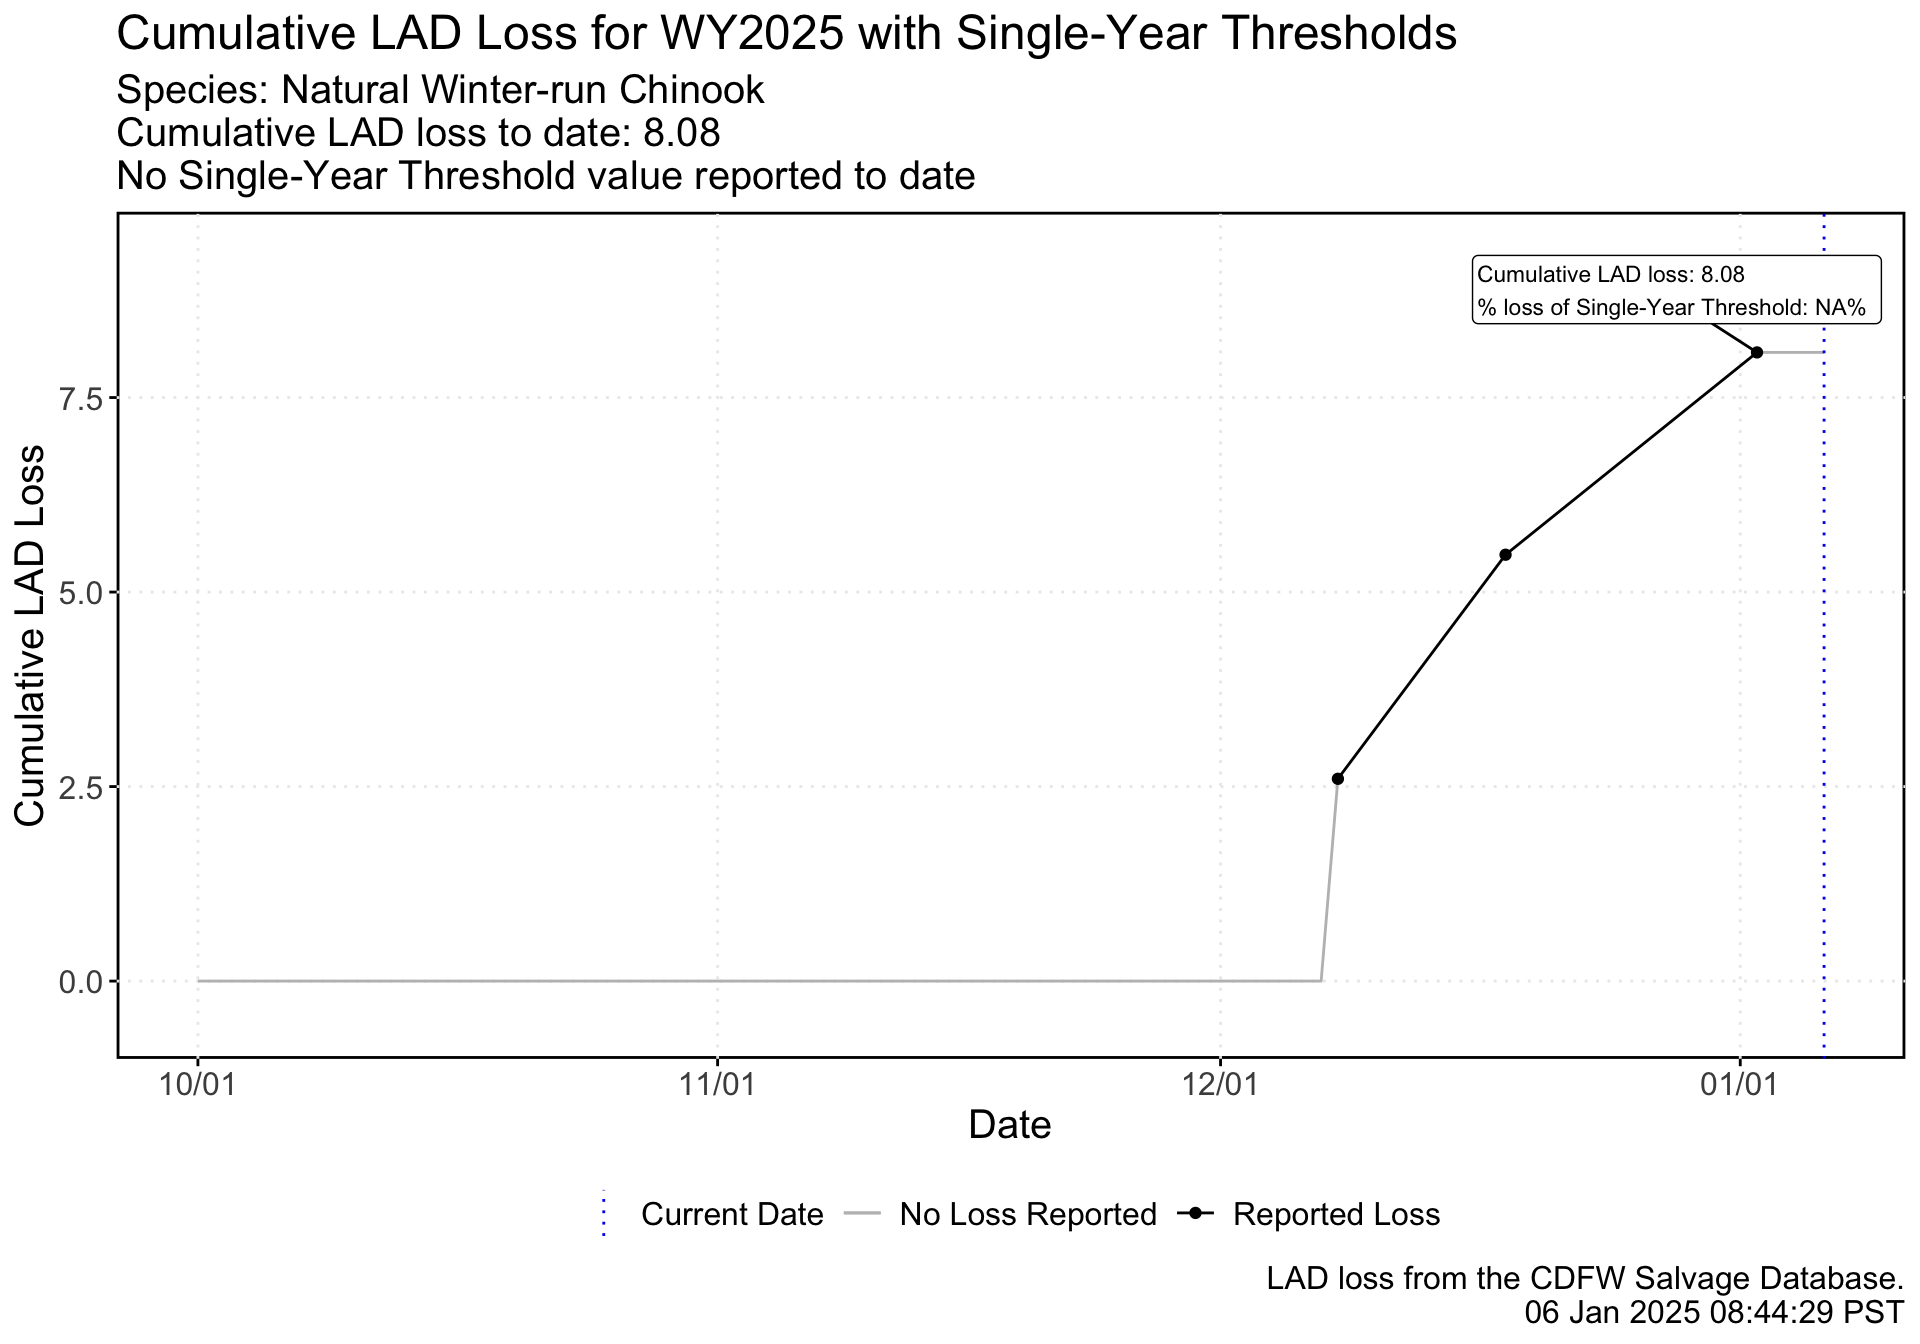 Cumulative LAD Loss for WY2025 with Single-Year Thresholds
Species: Natural Winter-run Chinook
Cumulative LAD loss to date: 8.08
No Single-Year Threshold value reported to date
Cumulative LAD loss: 8.08
% loss of Single-Year Threshold: NA%
Cumulative LAD Loss
7.5
5.0
2.5
0.0
10/01
11/01
12/01
01/01
Date
Current Date
No Loss Reported
Reported Loss
LAD loss from the CDFW Salvage Database.
06 Jan 2025 08:44:29 PST